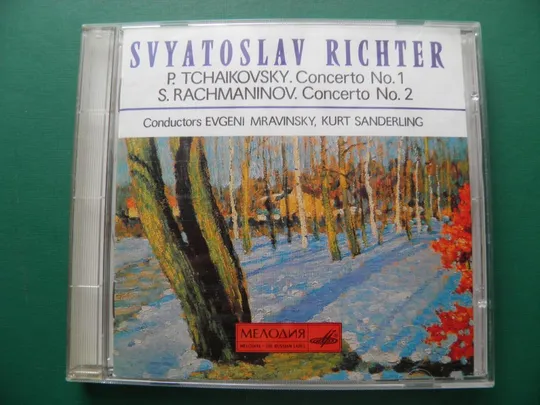 SVYATOSLAV RICHTER
P. TCHAIKOVSKY. Concerto No.1
S. RACHMANINOV. Concerto No. 2
Conductors EVGENI MRAVINSKY, KURT SANDERLING
МЕЛОДИЯ